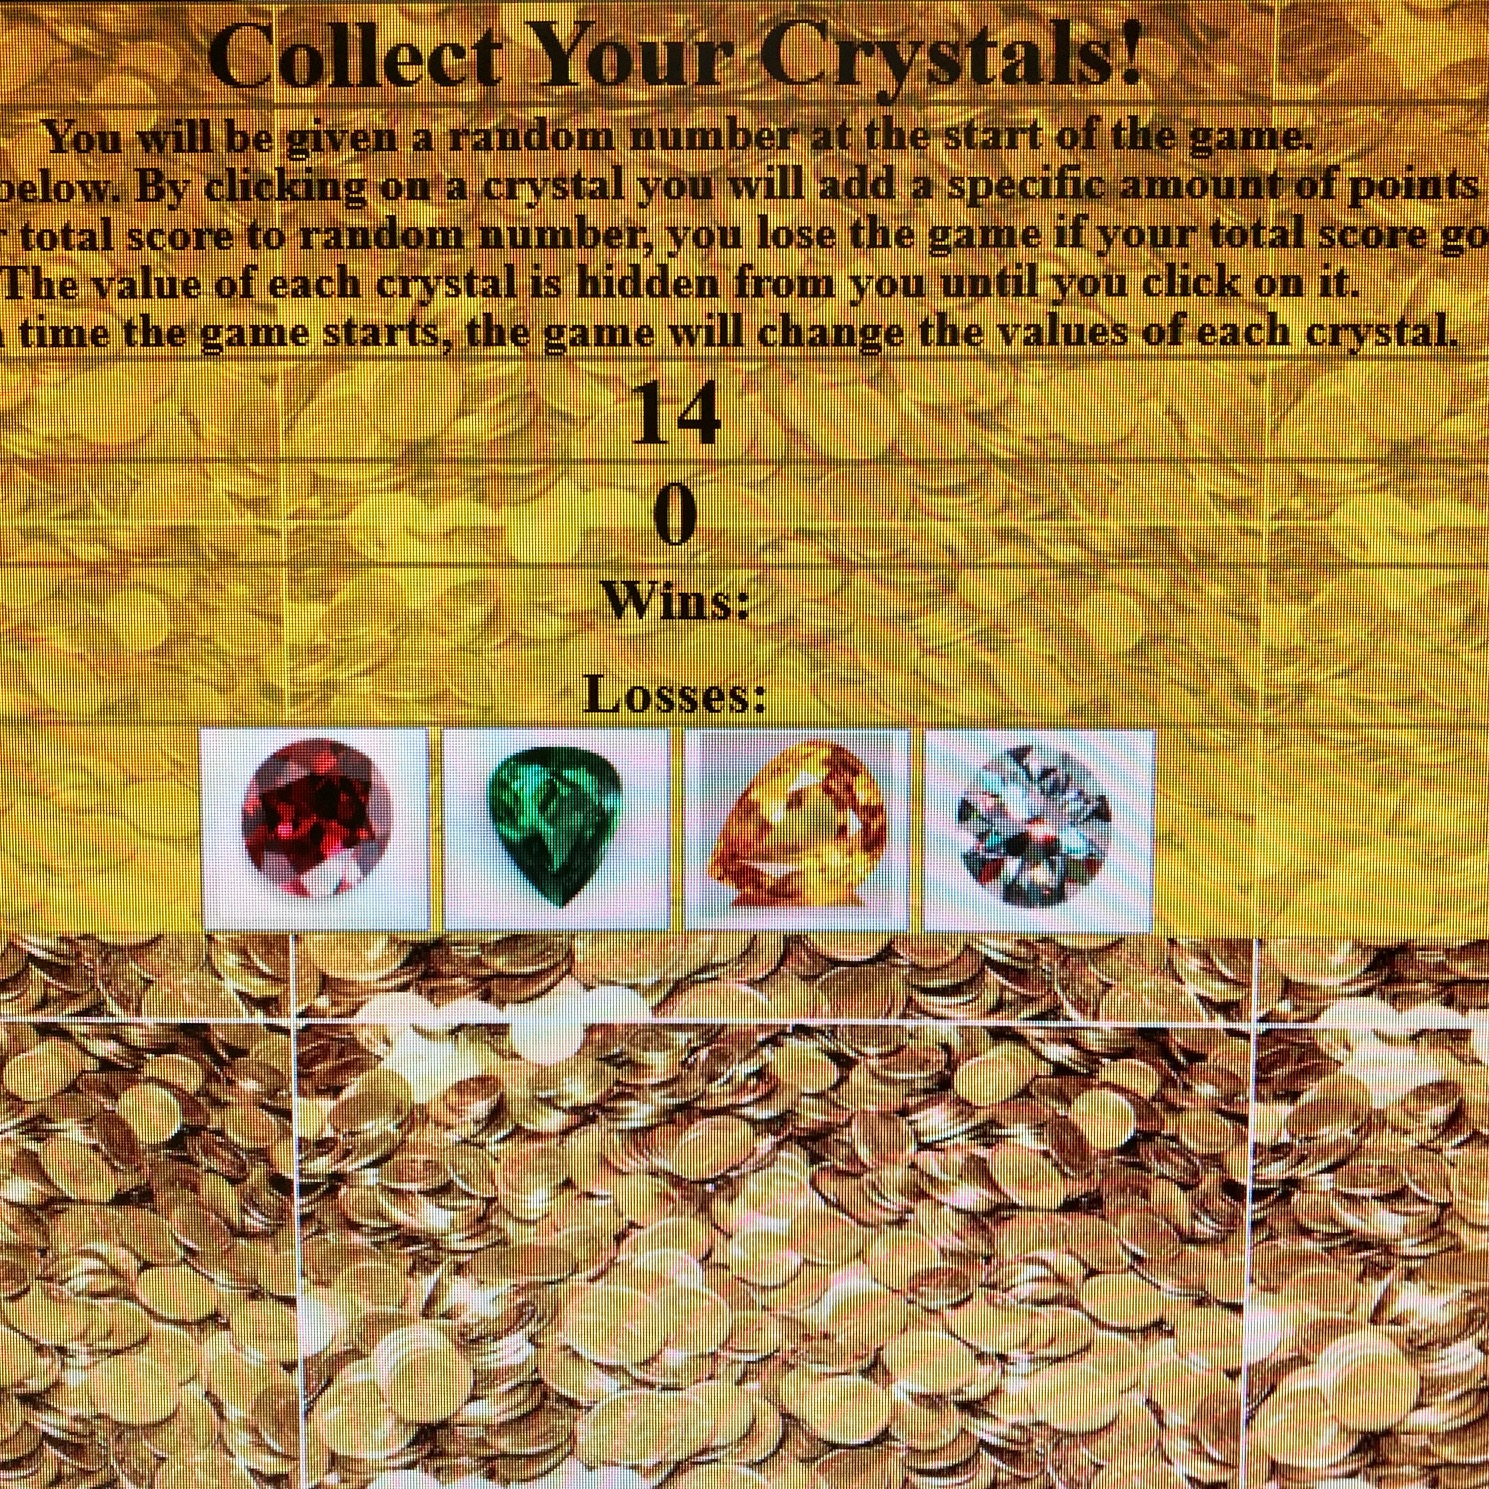 Collect Your Crystals!
You will be given a random number at the start of the game.
below. By clicking on a crystal you will add a specific amount of points
total score to random number, you lose the game if your total score go
The value of each crystal is hidden from you until you click on it.
time the game starts, the game will change the values of each crystal.
14
0
Wins:
Losses: